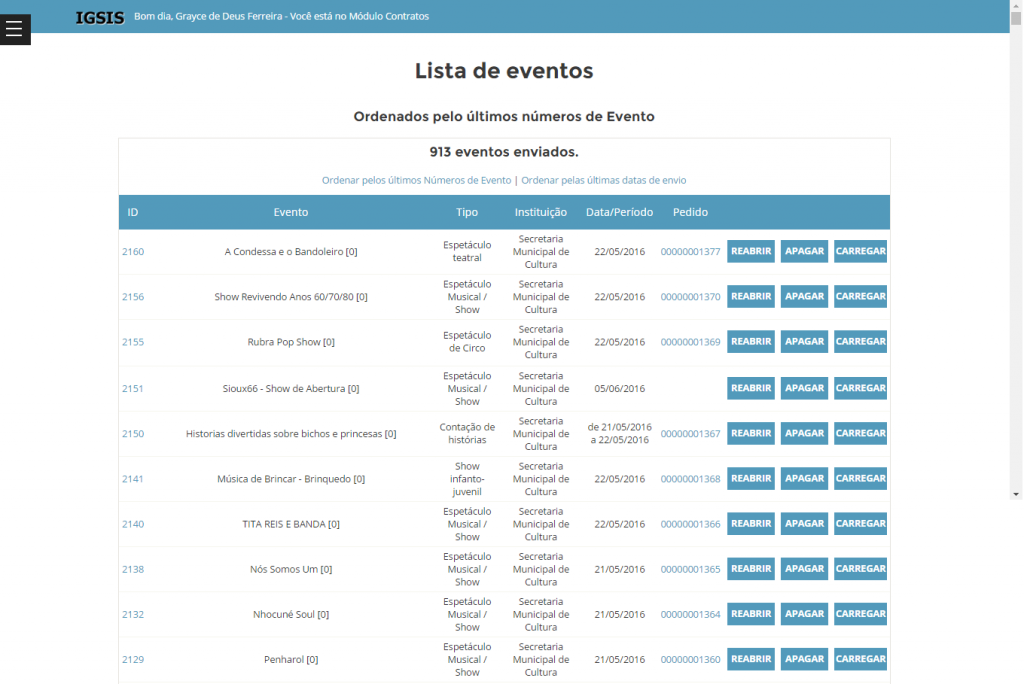 IGSIS Bom dia, Grayce de Deus Ferreira - Você está no Módulo Contratos
Lista de eventos
Ordenados pelo últimos números de Evento
913 eventos enviados.
Ordenar pelos últimos Números de Evento | Ordenar pelas últimas datas de envio
ID Evento Tipo Instituição Data/Período Pedido
2160 A Condessa e o Bandoleiro [0] Espetáculo teatral Secretaria Municipal de Cultura 22/05/2016 00000001377 REABRIR APAGAR CARREGAR
2156 Show Revivendo Anos 60/70/80 [0] Espetáculo Musical / Show Secretaria Municipal de Cultura 22/05/2016 00000001370 REABRIR APAGAR CARREGAR
2155 Rubra Pop Show [0] Espetáculo de Circo Secretaria Municipal de Cultura 22/05/2016 00000001369 REABRIR APAGAR CARREGAR
2151 Sioux66 - Show de Abertura [0] Espetáculo Musical / Show Secretaria Municipal de Cultura 05/06/2016 REABRIR APAGAR CARREGAR
2150 Historias divertidas sobre bichos e princesas [0] Contação de histórias Secretaria Municipal de Cultura de 21/05/2016 a 22/05/2016 00000001367 REABRIR APAGAR CARREGAR
2141 Música de Brincar - Brinquedo [0] Show infanto-juvenil Secretaria Municipal de Cultura 22/05/2016 00000001368 REABRIR APAGAR CARREGAR
2140 TITA REIS E BANDA [0] Espetáculo Musical / Show Secretaria Municipal de Cultura 22/05/2016 00000001366 REABRIR APAGAR CARREGAR
2138 Nós Somos Um [0] Espetáculo Musical / Show Secretaria Municipal de Cultura 21/05/2016 00000001365 REABRIR APAGAR CARREGAR
2132 Nhocuné Soul [0] Espetáculo Musical / Show Secretaria Municipal de Cultura 21/05/2016 00000001364 REABRIR APAGAR CARREGAR
2129 Penharol [0] Espetáculo Musical / Show Secretaria Municipal de Cultura 21/05/2016 00000001360 REABRIR APAGAR CARREGAR